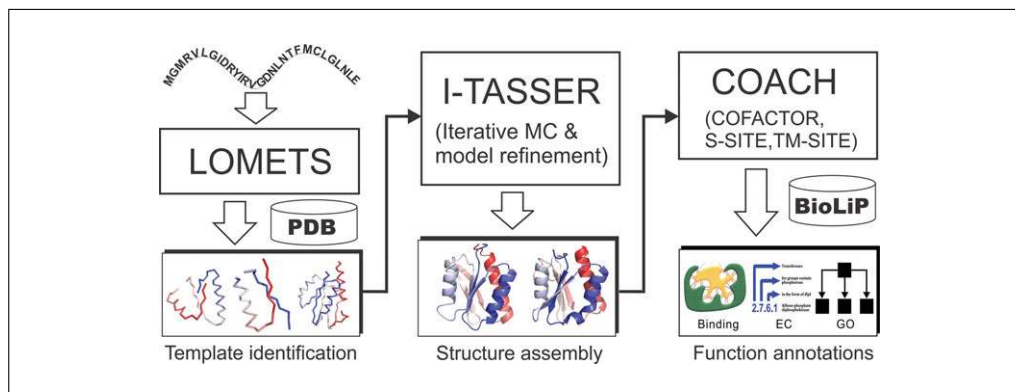 MGMRVLGIDRYIRVGDNLNTFMCLGLNLE
LOMETS
PDB
Template identification
I-TASSER
(Iterative MC &
model refinement)
Structure assembly
COACH
(COFACTOR,
S-SITE,TM-SITE)
BioLiP
Transferases
2.7.6.1
Binding
EC
GO
Function annotations